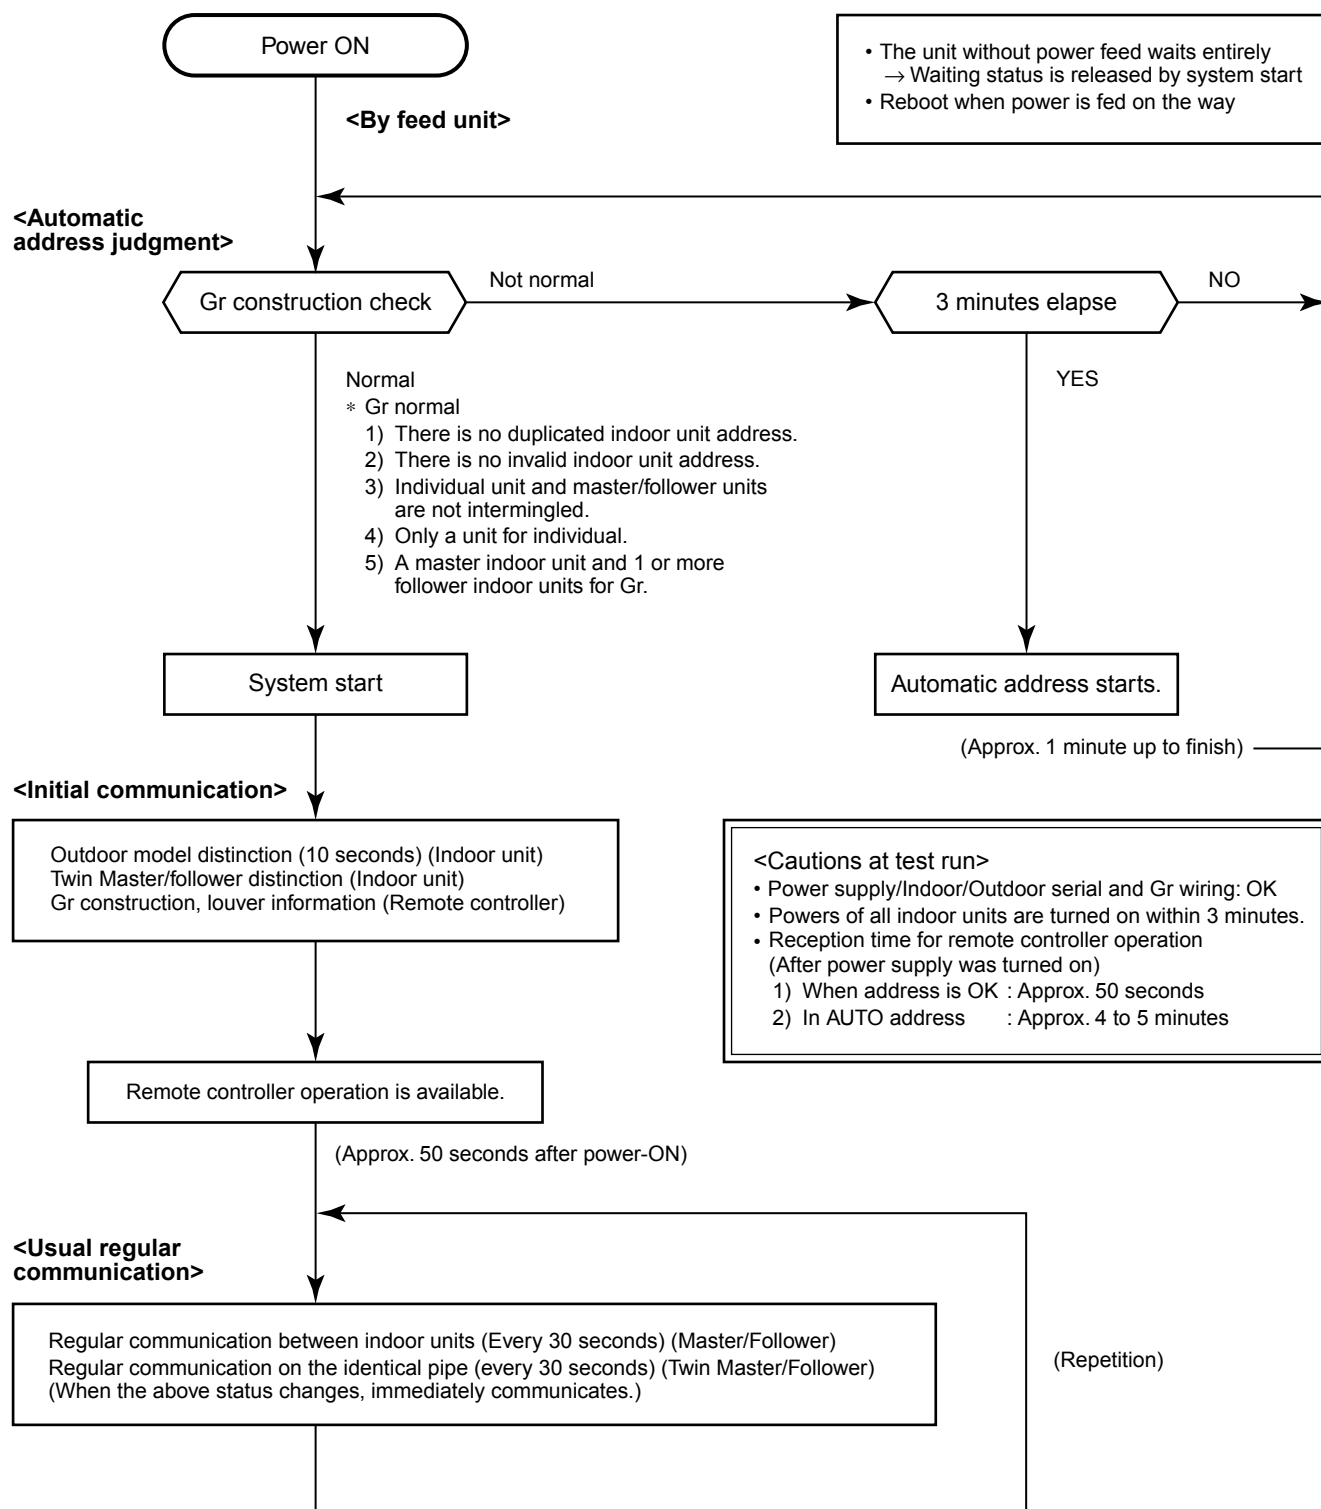 Power ON
• The unit without power feed waits entirely
→ Waiting status is released by system start
• Reboot when power is fed on the way
<By feed unit>
<Automatic
address judgment>
Gr construction check
Not normal
3 minutes elapse
NO
Normal
* Gr normal
1) There is no duplicated indoor unit address.
2) There is no invalid indoor unit address.
3) Individual unit and master/follower units
are not intermingled.
4) Only a unit for individual.
5) A master indoor unit and 1 or more
follower indoor units for Gr.
YES
System start
Automatic address starts.
(Approx. 1 minute up to finish)
<Initial communication>
Outdoor model distinction (10 seconds) (Indoor unit)
Twin Master/follower distinction (Indoor unit)
Gr construction, louver information (Remote controller)
<Cautions at test run>
• Power supply/Indoor/Outdoor serial and Gr wiring: OK
• Powers of all indoor units are turned on within 3 minutes.
• Reception time for remote controller operation
(After power supply was turned on)
1) When address is OK : Approx. 50 seconds
2) In AUTO address : Approx. 4 to 5 minutes
Remote controller operation is available.
(Approx. 50 seconds after power-ON)
<Usual regular
communication>
Regular communication between indoor units (Every 30 seconds) (Master/Follower)
Regular communication on the identical pipe (every 30 seconds) (Twin Master/Follower)
(When the above status changes, immediately communicates.)
(Repetition)